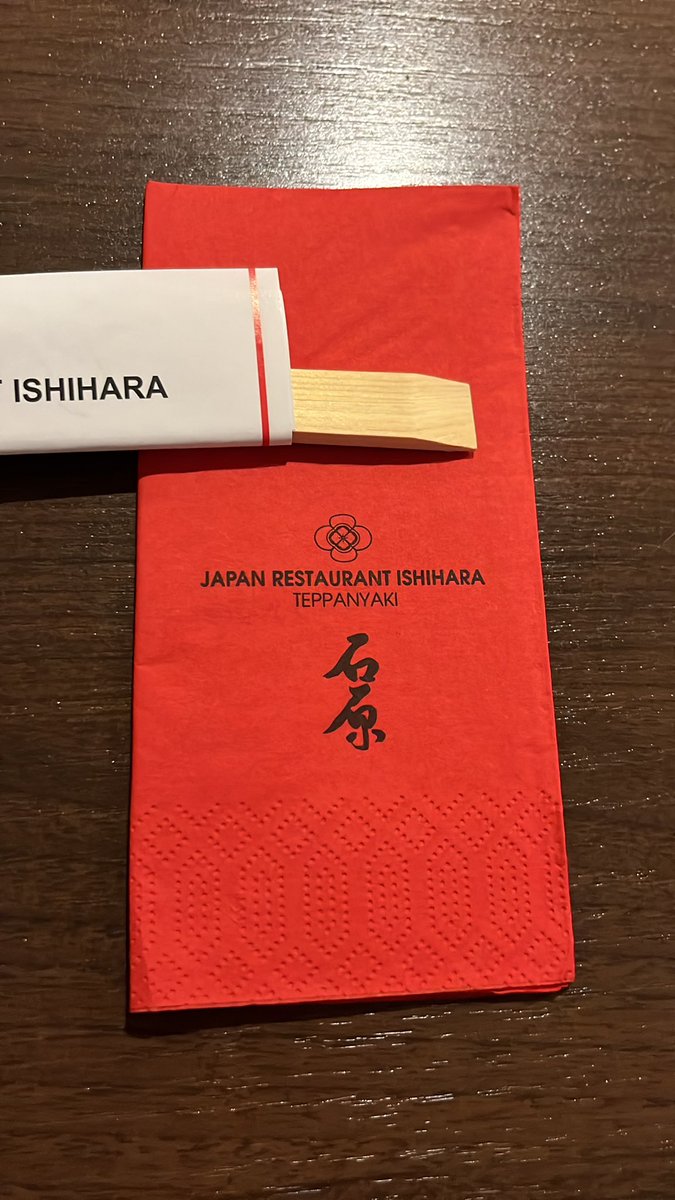 T ISHIHARA
JAPAN RESTAURANT ISHIHARA
TEPPANYAKI
石
原